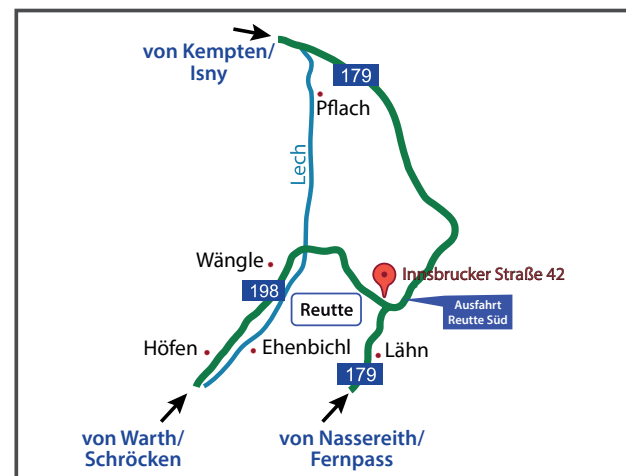 von Kempten/
Isny
179
Pflach
Lech
Wängle
Innsbrucker Straße 42
198
Reutte
Ausfahrt
Reutte Süd
Höfen
Ehenbichl
Lähn
179
von Warth/
Schröcken
von Nassereith/
Fernpass